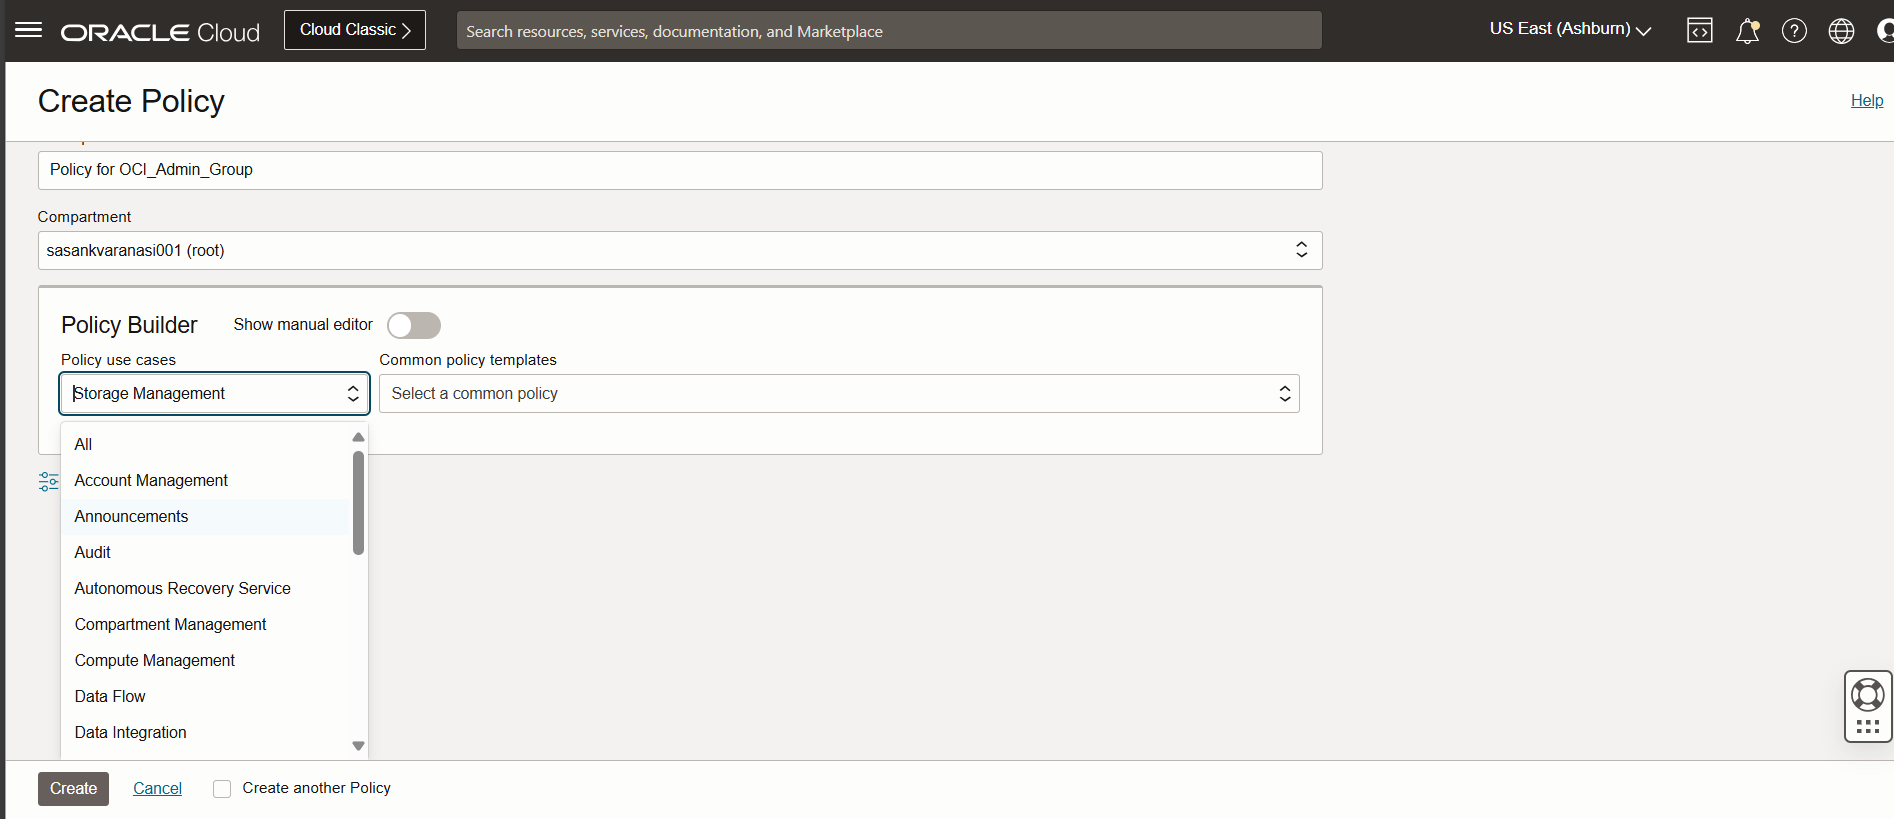 ORACLE Cloud
Cloud Classic
Search resources, services, documentation, and Marketplace
US East (Ashburn)
Create Policy
Help
Policy for OCI_Admin_Group
Compartment
sasankvaranasi001 (root)
Policy Builder
Show manual editor
Policy use cases
Common policy templates
Storage Management
Select a common policy
All
Account Management
Announcements
Audit
Autonomous Recovery Service
Compartment Management
Compute Management
Data Flow
Data Integration
Create
Cancel
Create another Policy